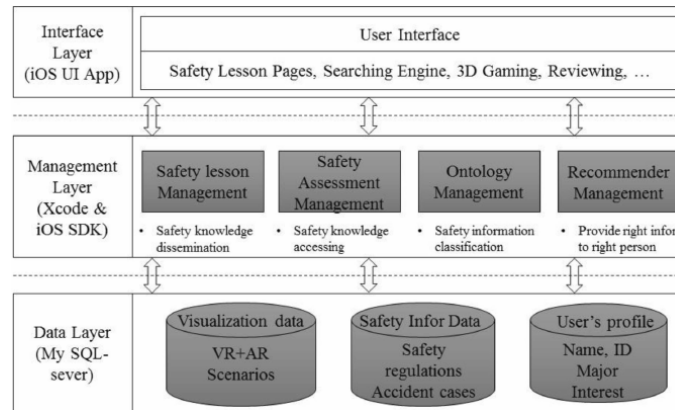 Interface
Layer
(iOS UI App)
User Interface
Safety Lesson Pages, Searching Engine, 3D Gaming, Reviewing, …
Management
Layer
(Xcode &
iOS SDK)
Safety lesson
Management
Safety
Assessment
Management
Ontology
Management
Recommender
Management
• Safety knowledge
dissemination
• Safety knowledge
accessing
• Safety information
classification
• Provide right infor
to right person
Data Layer
(My SQL-
sever)
Visualization data
VR+AR
Scenarios
Safety Infor Data
Safety
regulations
Accident cases
User's profile
Name, ID
Major
Interest